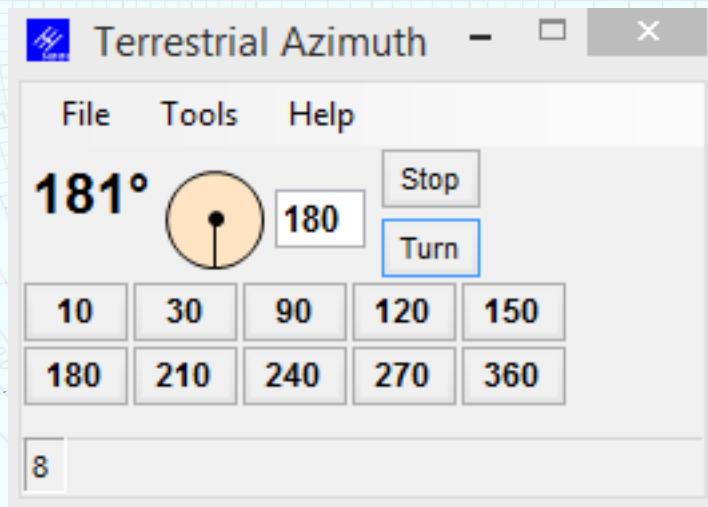 Terrestrial Azimuth
File Tools Help
181° 180 Stop
Turn
10 30 90 120 150
180 210 240 270 360
8